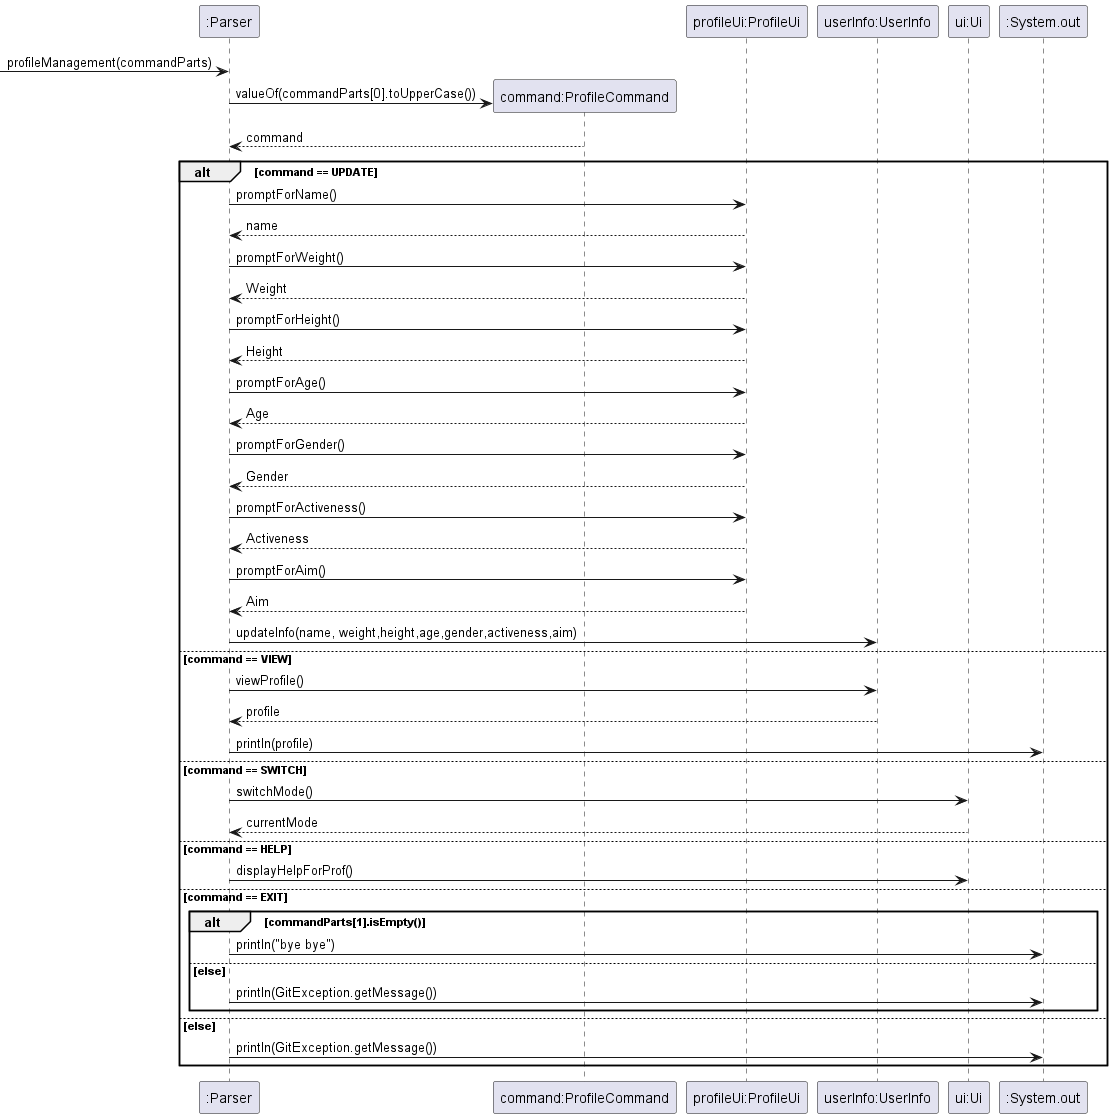 :Parser
profileUi:ProfileUi
userInfo:UserInfo
ui:Ui
:System.out
profileManagement(commandParts)
valueOf(commandParts[0].toUpperCase())
command:ProfileCommand
command
alt
[command == UPDATE]
promptForName()
name
promptForWeight()
Weight
promptForHeight()
Height
promptForAge()
Age
promptForGender()
Gender
promptForActiveness()
Activeness
promptForAim()
Aim
updateInfo(name, weight,height,age,gender,activeness,aim)
[command == VIEW]
viewProfile()
profile
println(profile)
[command == SWITCH]
switchMode()
currentMode
[command == HELP]
displayHelpForProf()
[command == EXIT]
alt
[commandParts[1].isEmpty()]
println("bye bye")
[else]
println(GitException.getMessage())
[else]
println(GitException.getMessage())
:Parser
command:ProfileCommand
profileUi:ProfileUi
userInfo:UserInfo
ui:Ui
:System.out